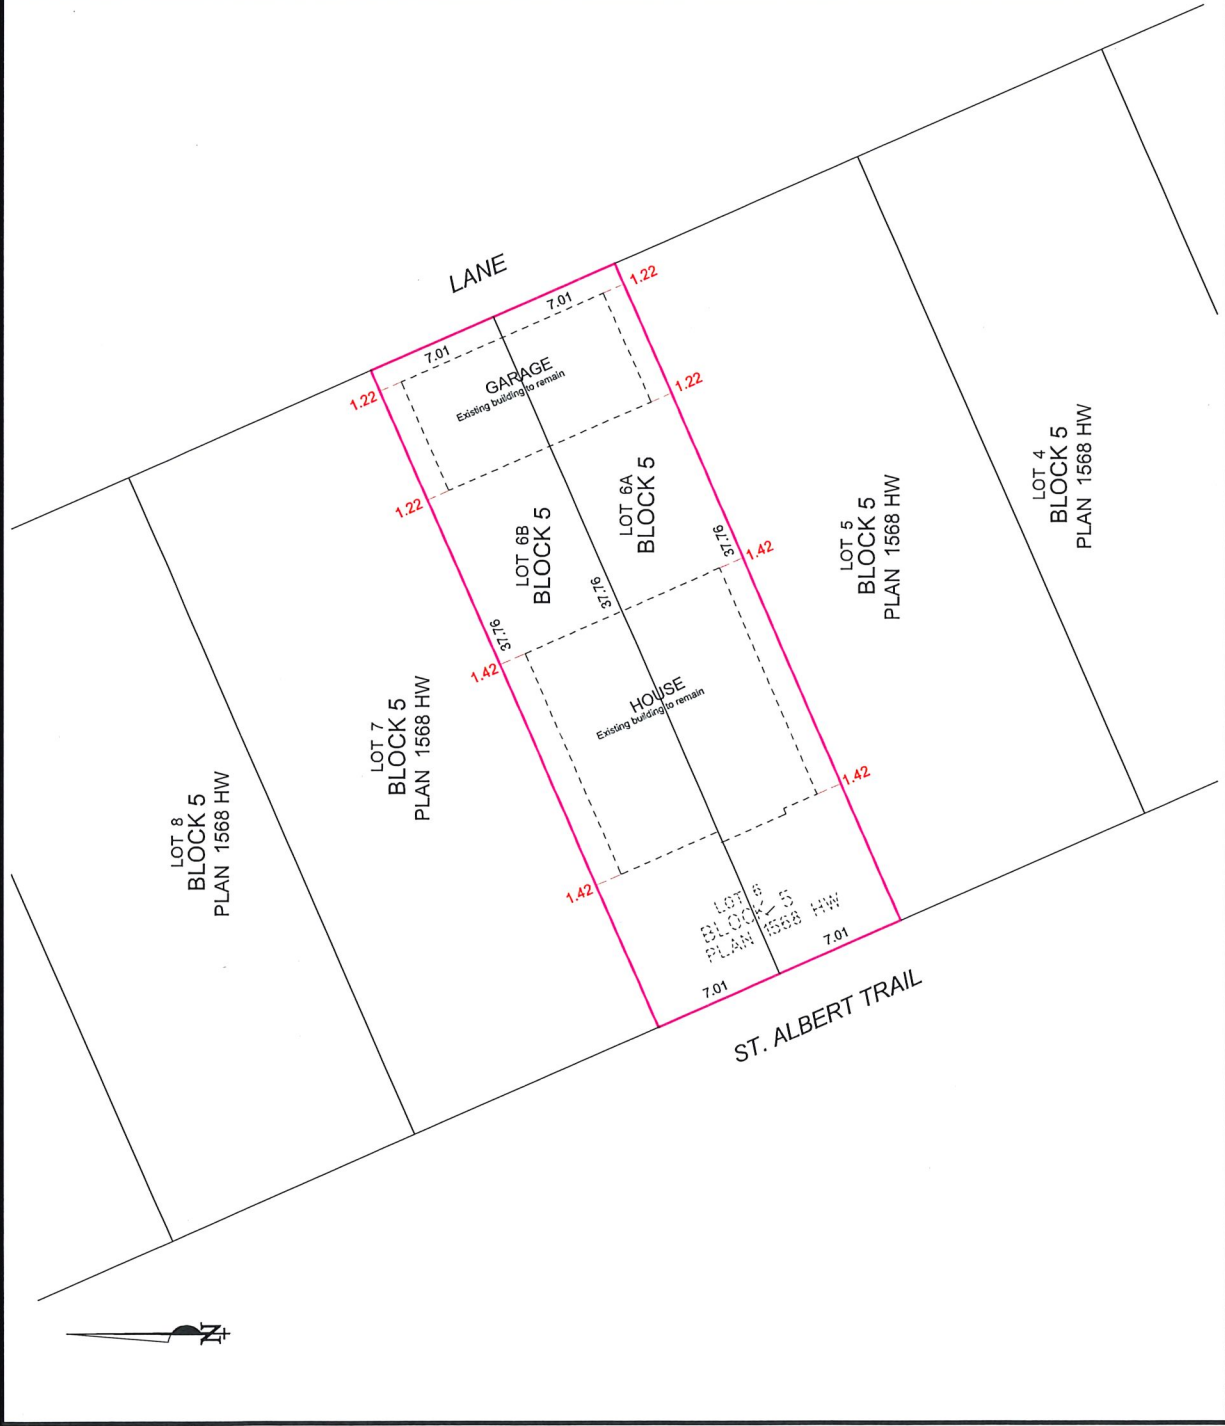 LANE
7.01
1.22
7.01
1.22
GARAGE
Existing building to remain
1.22
1.22
LOT 6B
BLOCK 5
LOT 6A
BLOCK 5
37.76
37.76
37.76
1.42
1.42
HOUSE
Existing building to remain
1.42
1.42
LOT 6
BLOCK 5
PLAN 1568 HW
7.01
7.01
ST. ALBERT TRAIL
LOT 8
BLOCK 5
PLAN 1568 HW
LOT 7
BLOCK 5
PLAN 1568 HW
LOT 5
BLOCK 5
PLAN 1568 HW
LOT 4
BLOCK 5
PLAN 1568 HW
N